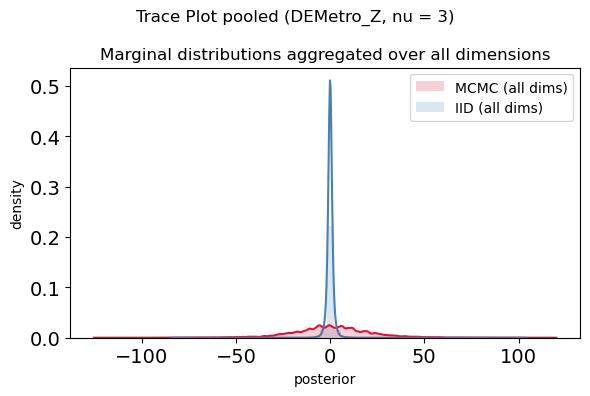 Trace Plot pooled (DEMetro_Z, nu = 3)
Marginal distributions aggregated over all dimensions
MCMC (all dims)
IID (all dims)
density
0.5
0.4
0.3
0.2
0.1
0.0
−100
−50
0
50
100
posterior